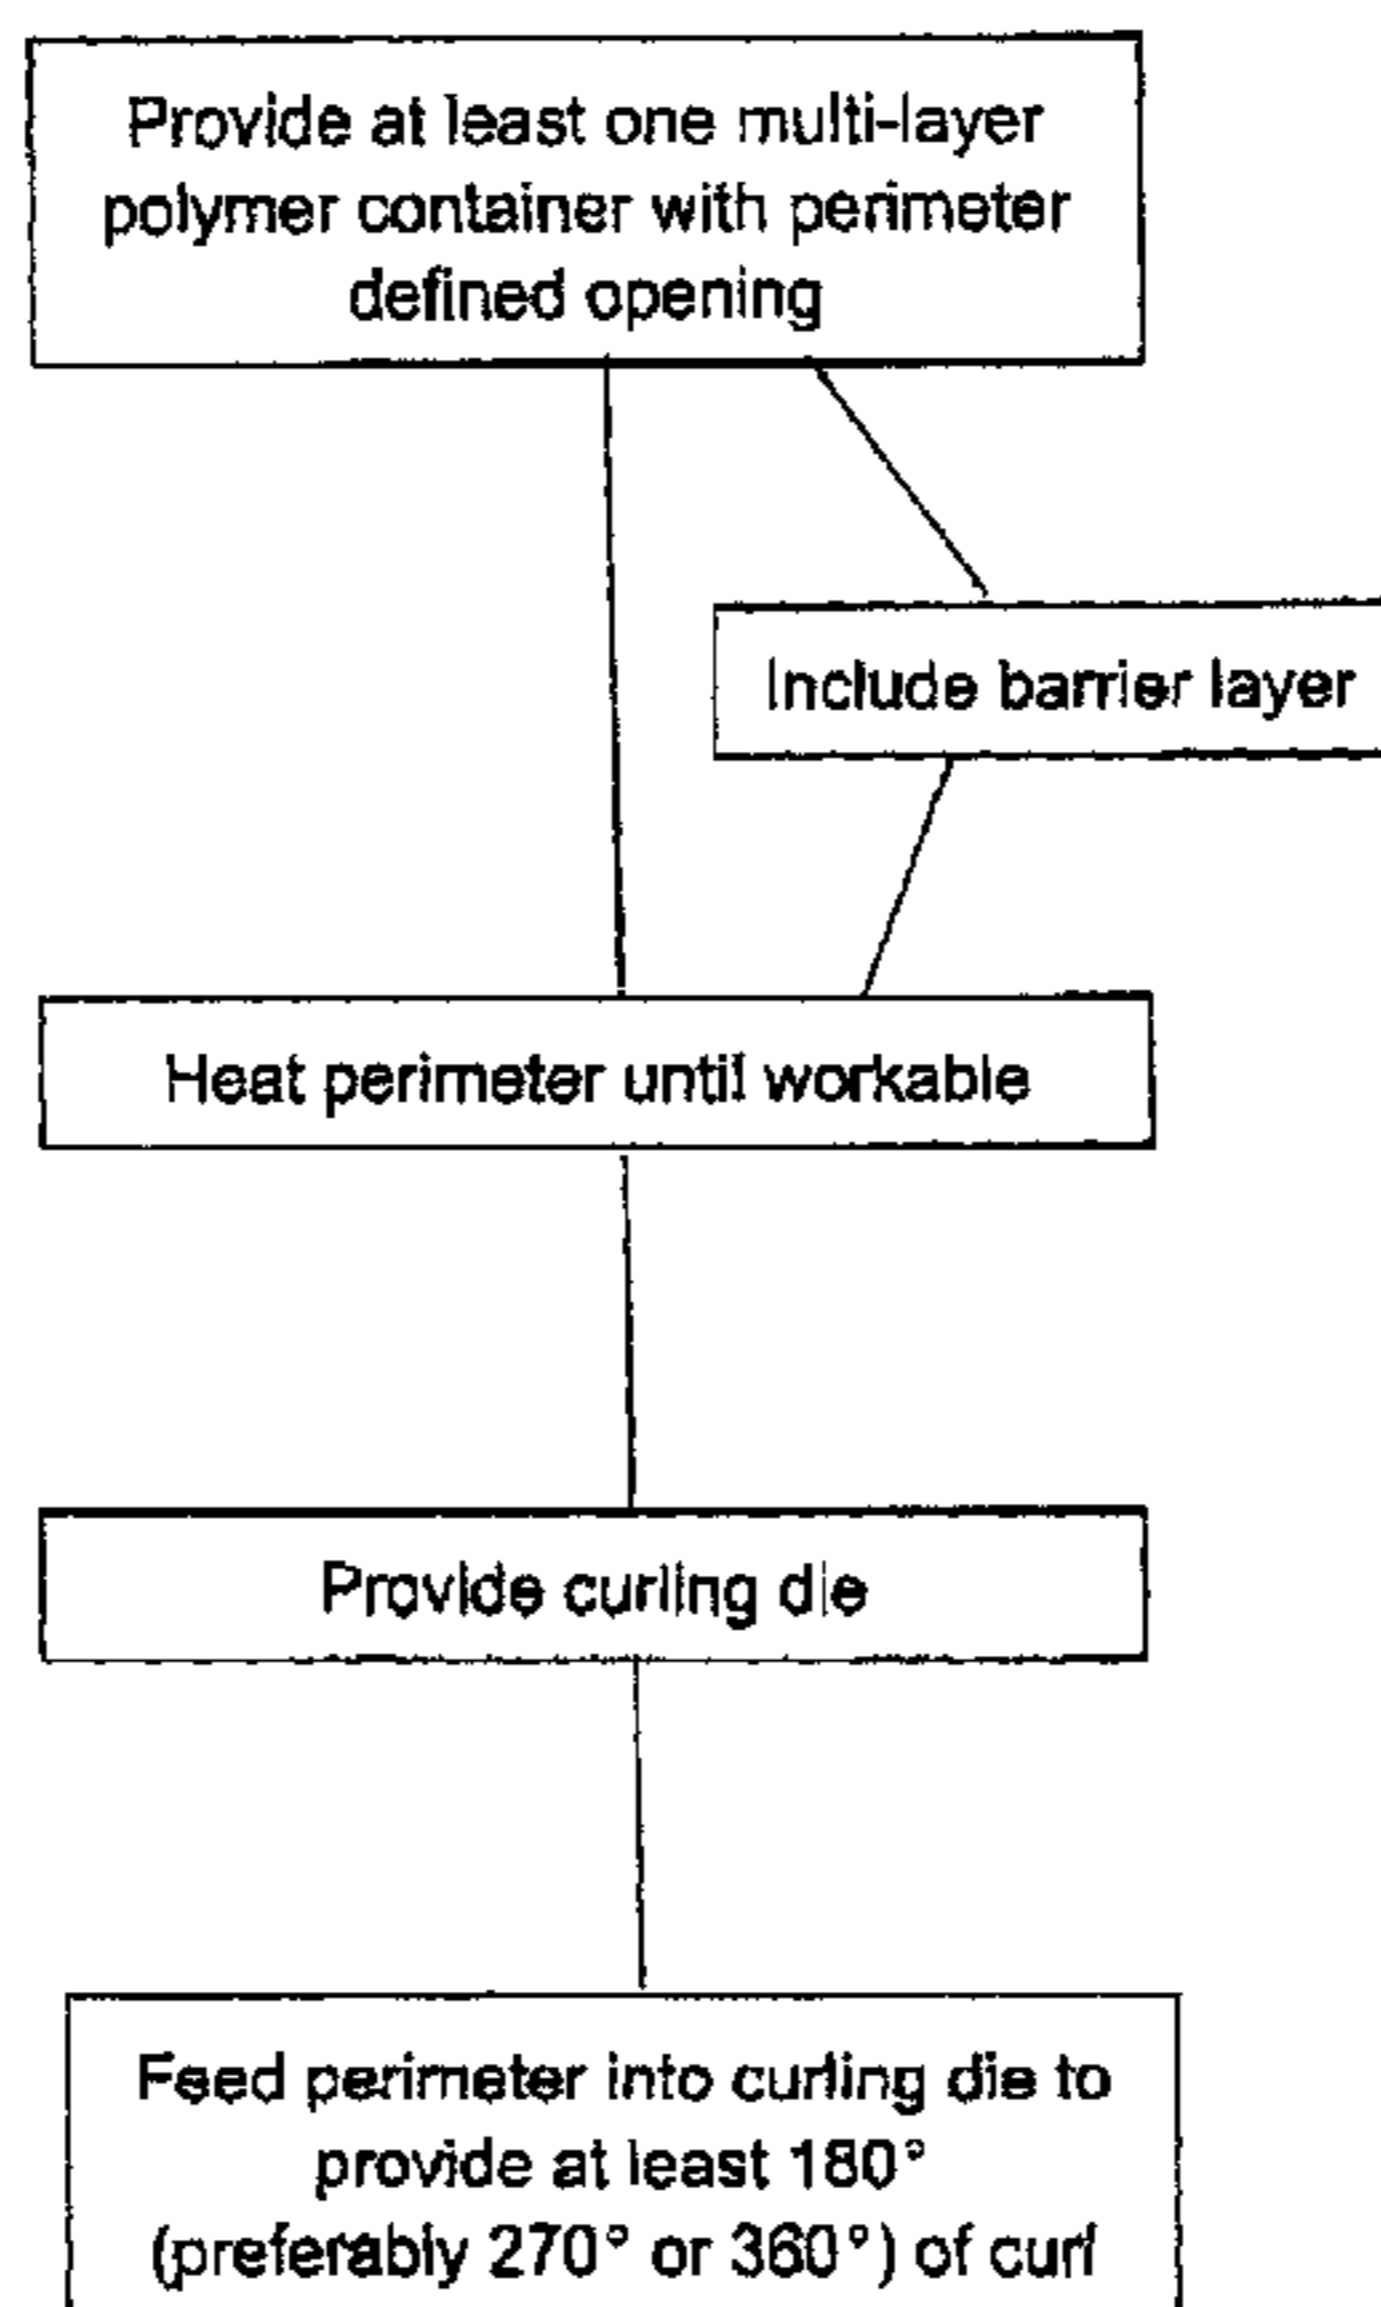 Provide at least one multi-layer
polymer container with perimeter
defined opening
Include barrier layer
Heat perimeter until workable
Provide curling die
Feed perimeter into curling die to
provide at least 180°
(preferably 270° or 360°) of curl